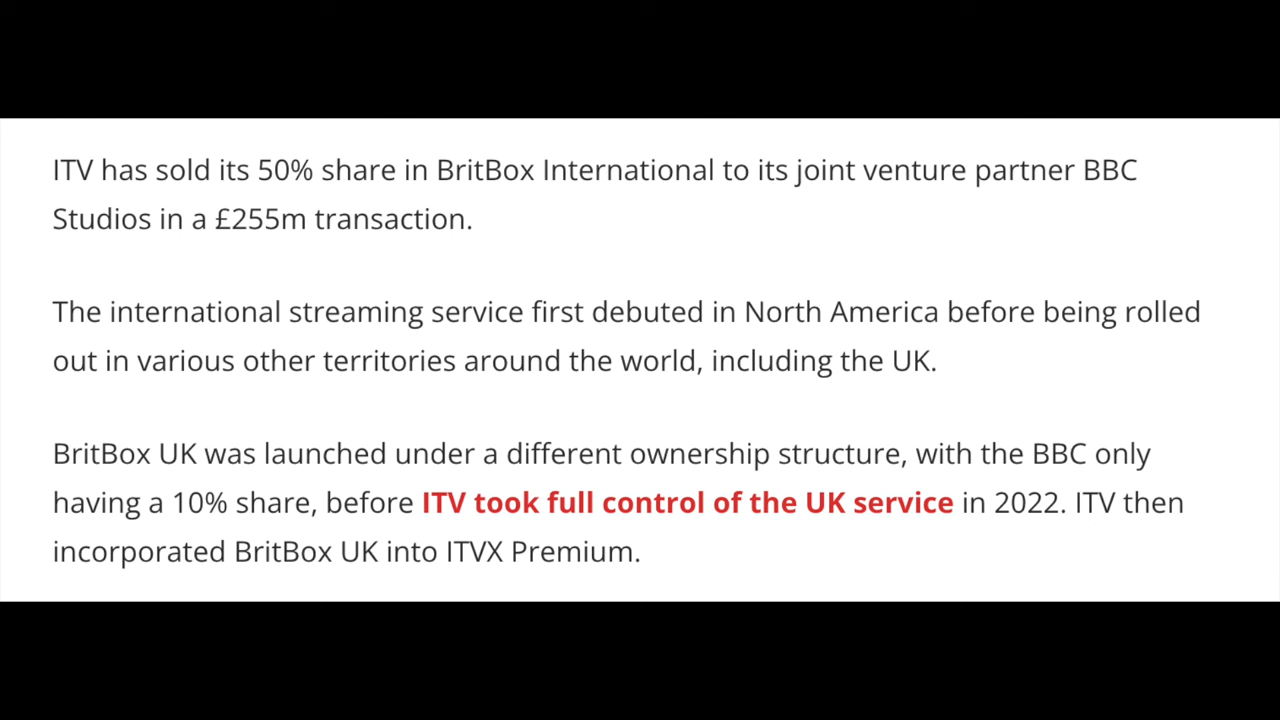 ITV has sold its 50% share in BritBox International to its joint venture partner BBC
Studios in a £255m transaction.
The international streaming service first debuted in North America before being rolled
out in various other territories around the world, including the UK.
BritBox UK was launched under a different ownership structure, with the BBC only
having a 10% share, before ITV took full control of the UK service in 2022. ITV then
incorporated BritBox UK into ITVX Premium.